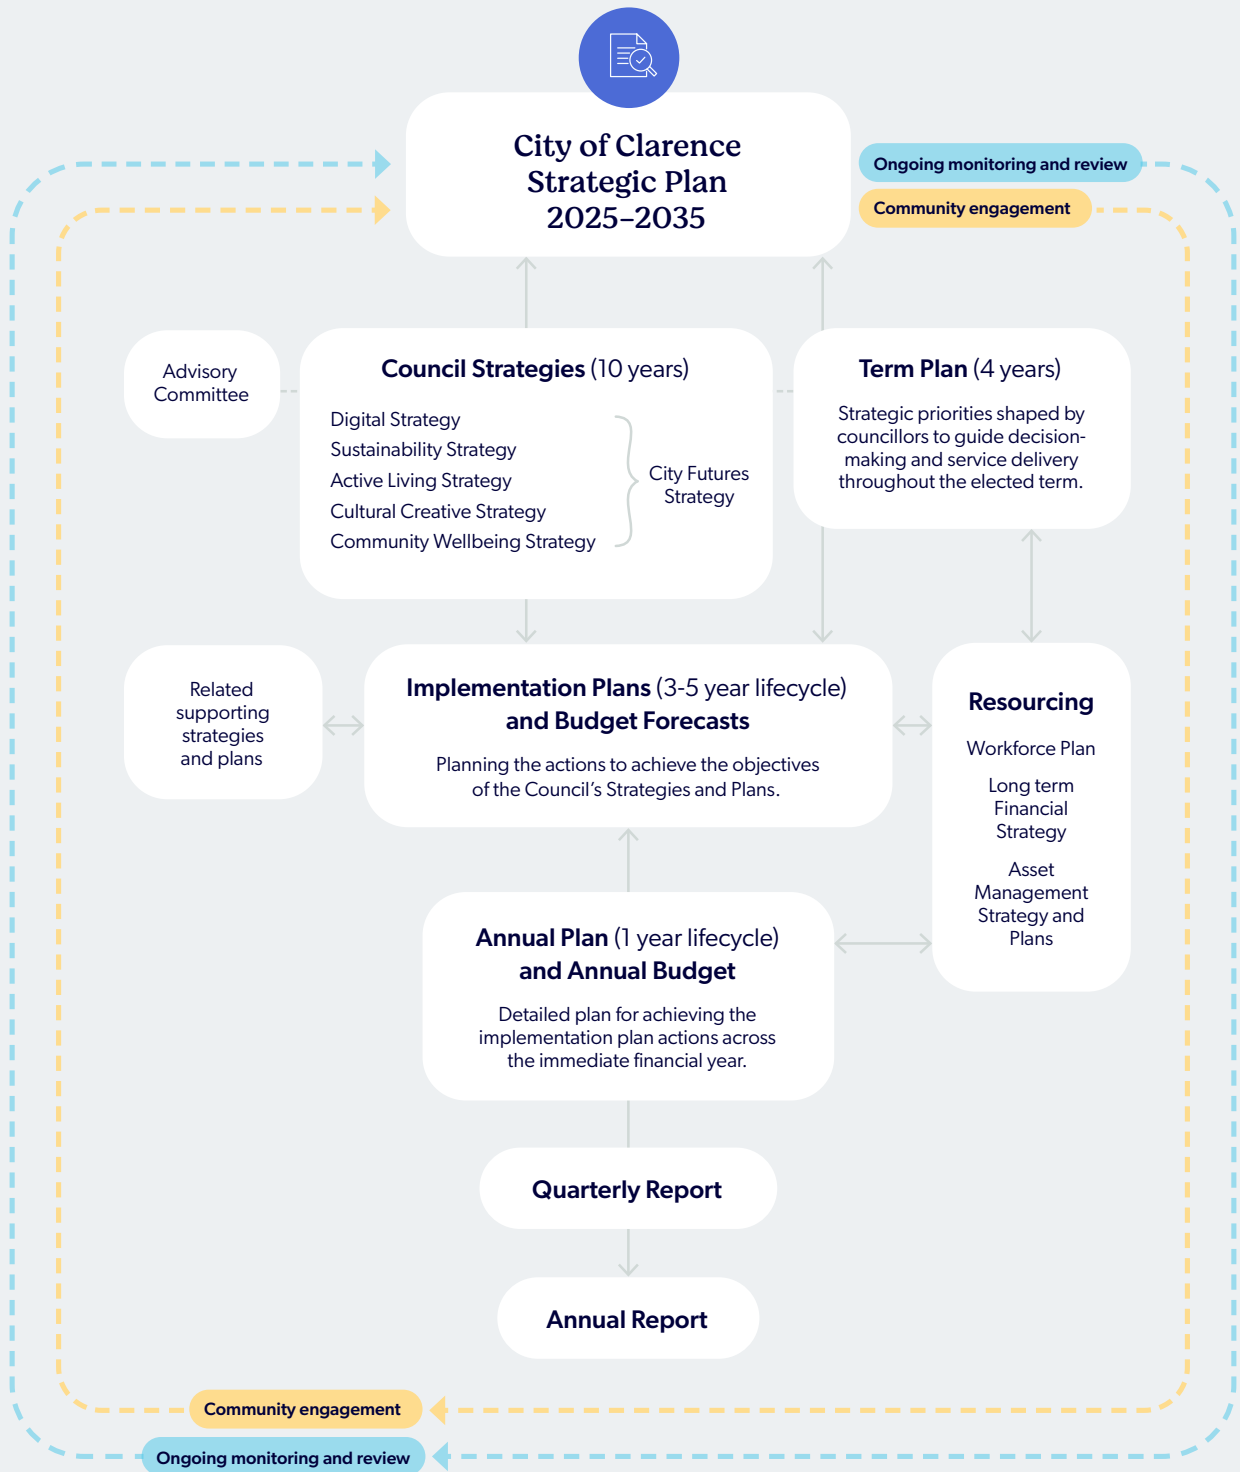 City of Clarence
Strategic Plan
2025–2035
Ongoing monitoring and review
Community engagement
Advisory
Committee
Council Strategies (10 years)
Digital Strategy
Sustainability Strategy
Active Living Strategy
Cultural Creative Strategy
Community Wellbeing Strategy
City Futures
Strategy
Term Plan (4 years)
Strategic priorities shaped by
councillors to guide decision-
making and service delivery
throughout the elected term.
Related
supporting
strategies
and plans
Implementation Plans (3-5 year lifecycle)
and Budget Forecasts
Planning the actions to achieve the objectives
of the Council’s Strategies and Plans.
Resourcing
Workforce Plan
Long term
Financial
Strategy
Asset
Management
Strategy and
Plans
Annual Plan (1 year lifecycle)
and Annual Budget
Detailed plan for achieving the
implementation plan actions across
the immediate financial year.
Quarterly Report
Annual Report
Community engagement
Ongoing monitoring and review